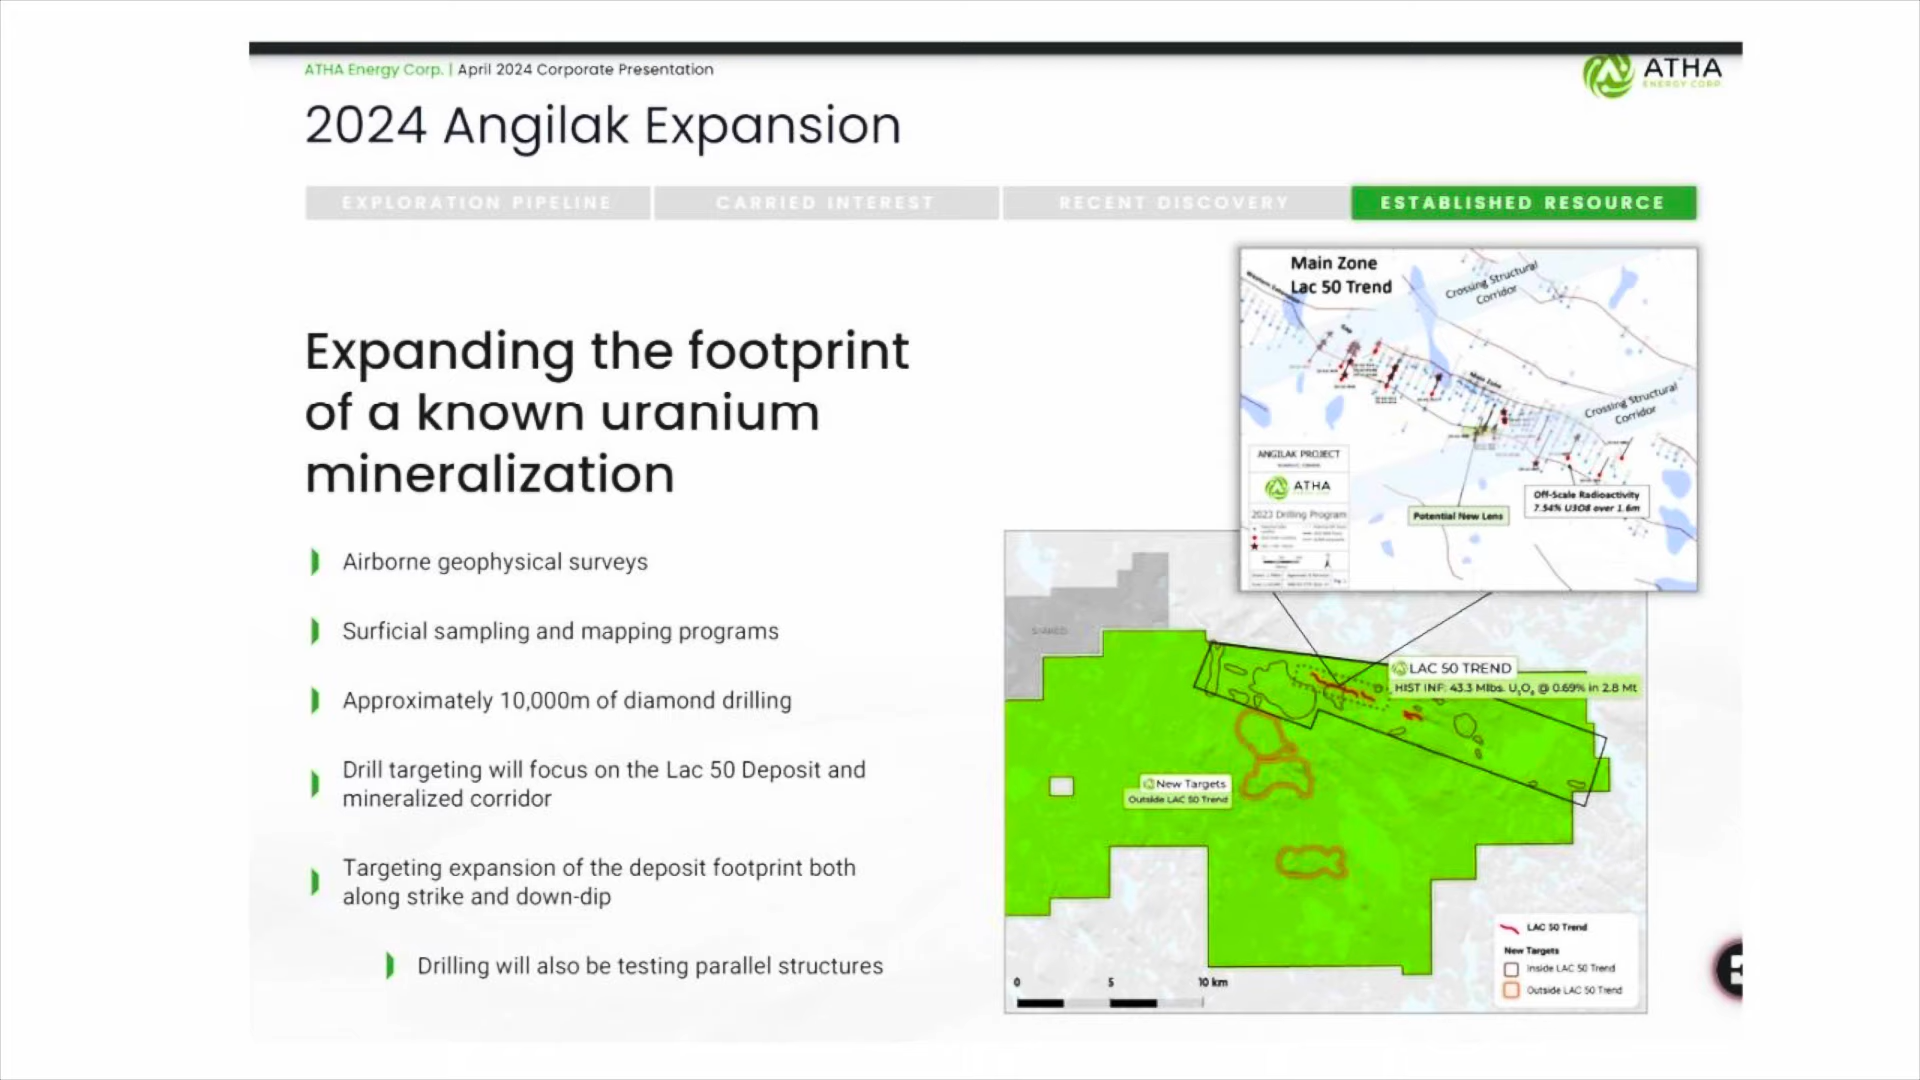 ATHA Energy Corp. | April 2024 Corporate Presentation
ATHA
ENERGY CORP
2024 Angilak Expansion
EXPLORATION PIPELINE
CARRIED INTEREST
RECENT DISCOVERY
ESTABLISHED RESOURCE
Expanding the footprint
of a known uranium
mineralization
Airborne geophysical surveys
Surficial sampling and mapping programs
Approximately 10,000m of diamond drilling
Drill targeting will focus on the Lac 50 Deposit and
mineralized corridor
Targeting expansion of the deposit footprint both
along strike and down-dip
Drilling will also be testing parallel structures
Main Zone
Lac 50 Trend
Crossing Structural
Corridor
Main Zone
Crossing Structural
Corridor
ANGILAK PROJECT
ATHA
2023 Drilling Program
Potential New Lens
Off-Scale Radioactivity
7.54% U3O8 over 1.6m
LAC 50 TREND
HIST INF: 43.3 Mlbs. U₃O₈ @ 0.69% in 2.8 Mt
New Targets
Outside LAC 50 Trend
LAC 50 Trend
New Targets
Inside LAC 50 Trend
Outside LAC 50 Trend
0 5 10 km